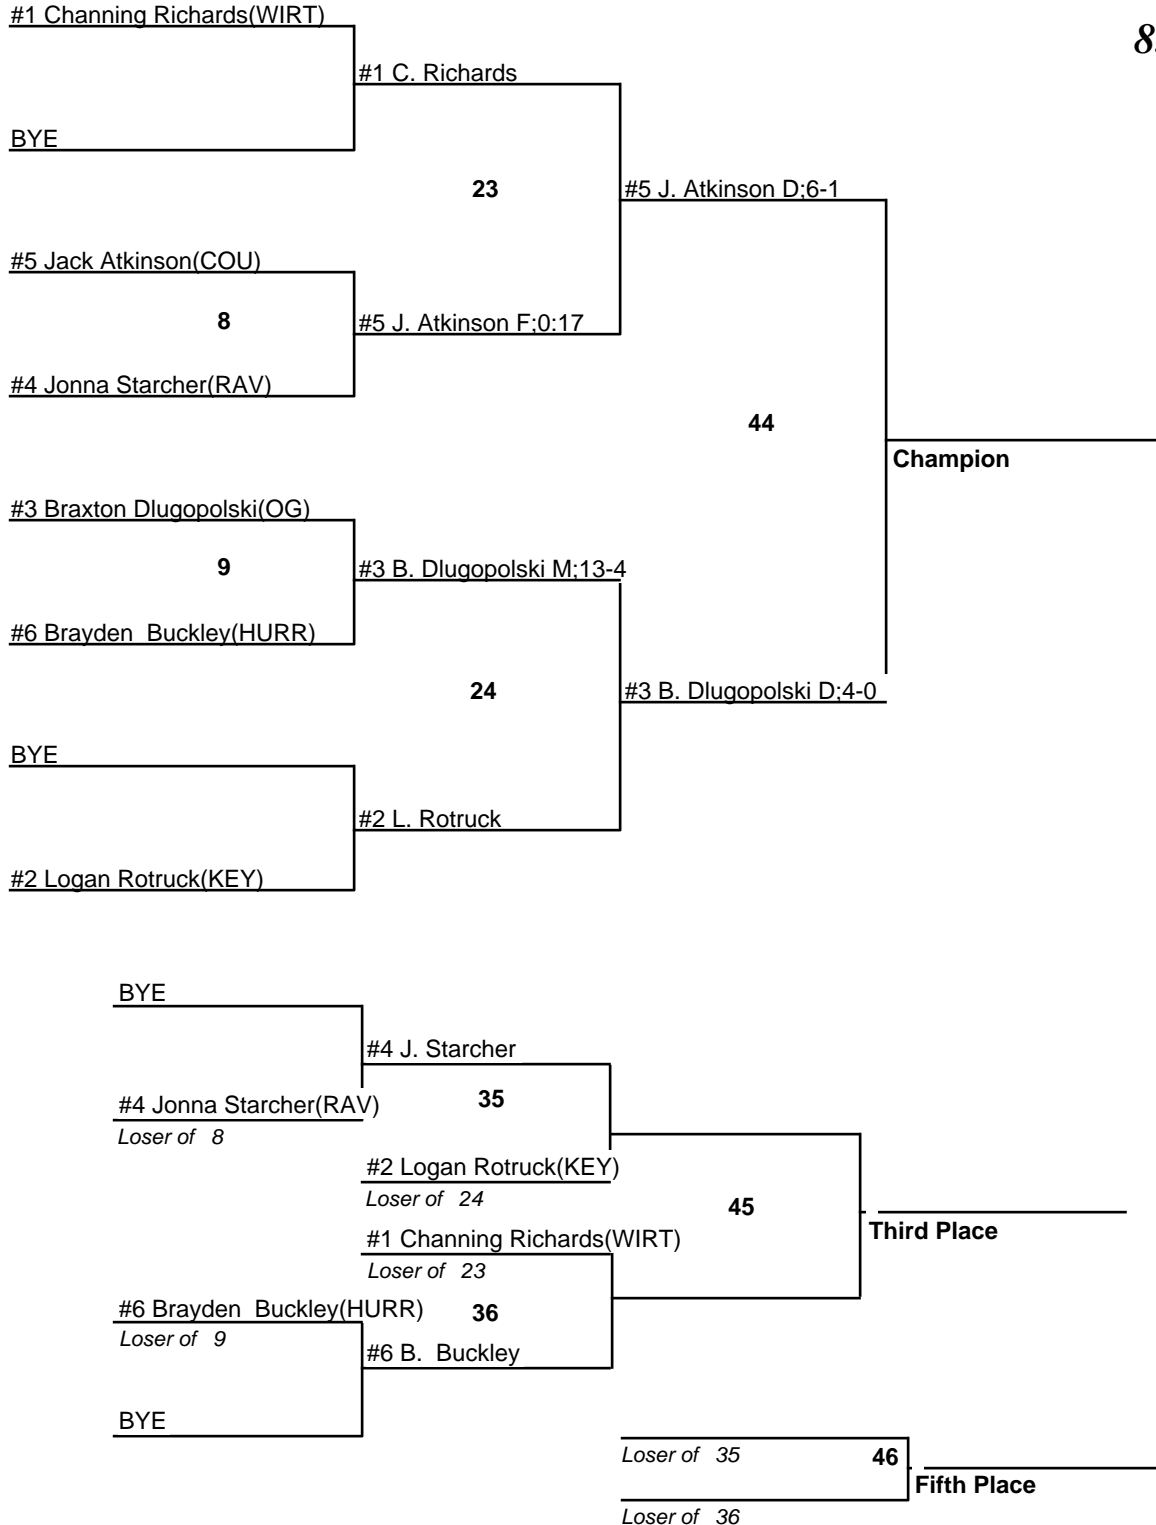 #1 Channing Richards(WIRT)
8
#1 C. Richards
BYE
23
#5 J. Atkinson D;6-1
#5 Jack Atkinson(COU)
8
#5 J. Atkinson F;0:17
#4 Jonna Starcher(RAV)
44
Champion
#3 Braxton Dlugopolski(OG)
9
#3 B. Dlugopolski M;13-4
#6 Brayden  Buckley(HURR)
24
#3 B. Dlugopolski D;4-0
BYE
#2 L. Rotruck
#2 Logan Rotruck(KEY)
BYE
#4 J. Starcher
35
#4 Jonna Starcher(RAV)
Loser of 8
#2 Logan Rotruck(KEY)
Loser of 24
45
#1 Channing Richards(WIRT)
Third Place
Loser of 23
#6 Brayden  Buckley(HURR)
36
Loser of 9
#6 B.  Buckley
BYE
Loser of 35
46
Fifth Place
Loser of 36